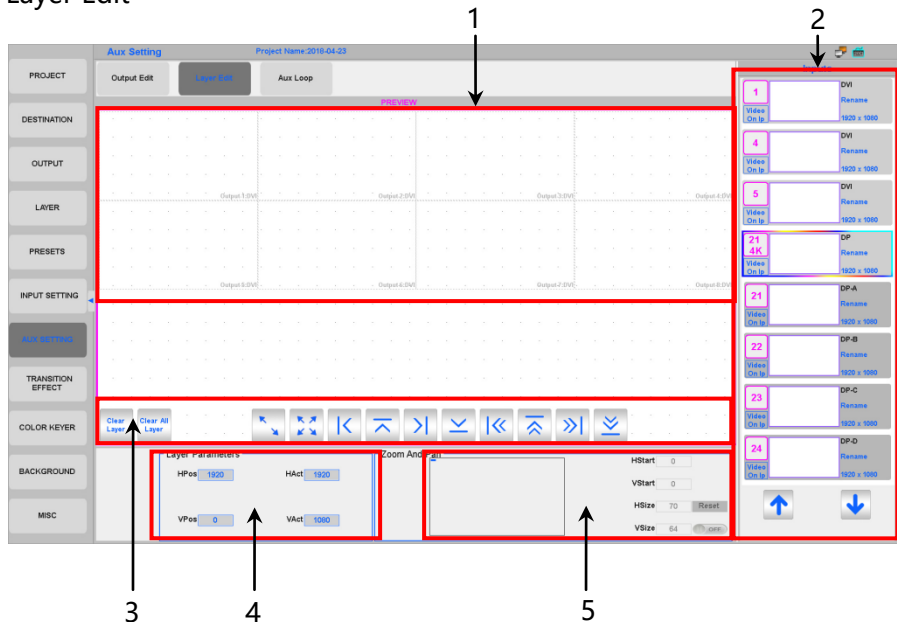 Layer Edit
1
2
Aux Setting
Project Name:2018-04-23
Inputs
PROJECT
DESTINATION
OUTPUT
LAYER
PRESETS
INPUT SETTING
AUX SETTING
TRANSITION
EFFECT
COLOR KEYER
BACKGROUND
MISC
Output Edit
Layer Edit
Aux Loop
PREVIEW
Output 1:DVI
Output 2:DVI
Output 3:DVI
Output 4:DVI
Output 5:DVI
Output 6:DVI
Output 7:DVI
Output 8:DVI
Clear
Layer
Clear All
Layer
Layer Parameters
HPos 1920
HAct 1920
VPos 0
VAct 1080
Zoom And Pan
HStart 0
VStart 0
HSize 70 Reset
VSize 64 OFF
1
DVI
Rename
Video
On Ip
1920 x 1080
4
DVI
Rename
Video
On Ip
1920 x 1080
5
DVI
Rename
Video
On Ip
1920 x 1080
21
4K
DP
Rename
Video
On Ip
1920 x 1080
21
DP-A
Rename
Video
On Ip
1920 x 1080
22
DP-B
Rename
Video
On Ip
1920 x 1080
23
DP-C
Rename
Video
On Ip
1920 x 1080
24
DP-D
Rename
Video
On Ip
1920 x 1080
3
4
5